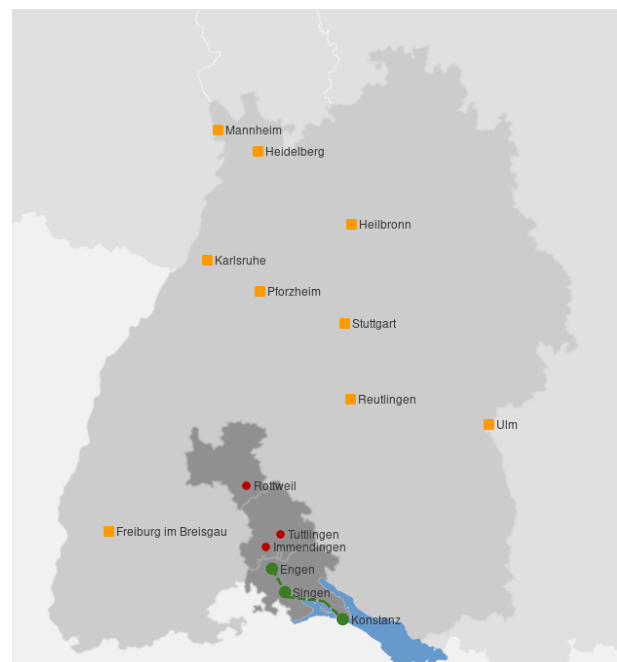 Mannheim
Heidelberg
Heilbronn
Karlsruhe
Pforzheim
Stuttgart
Reutlingen
Ulm
Rottweil
Freiburg im Breisgau
Tuttlingen
Immendingen
Engen
Singen
Konstanz